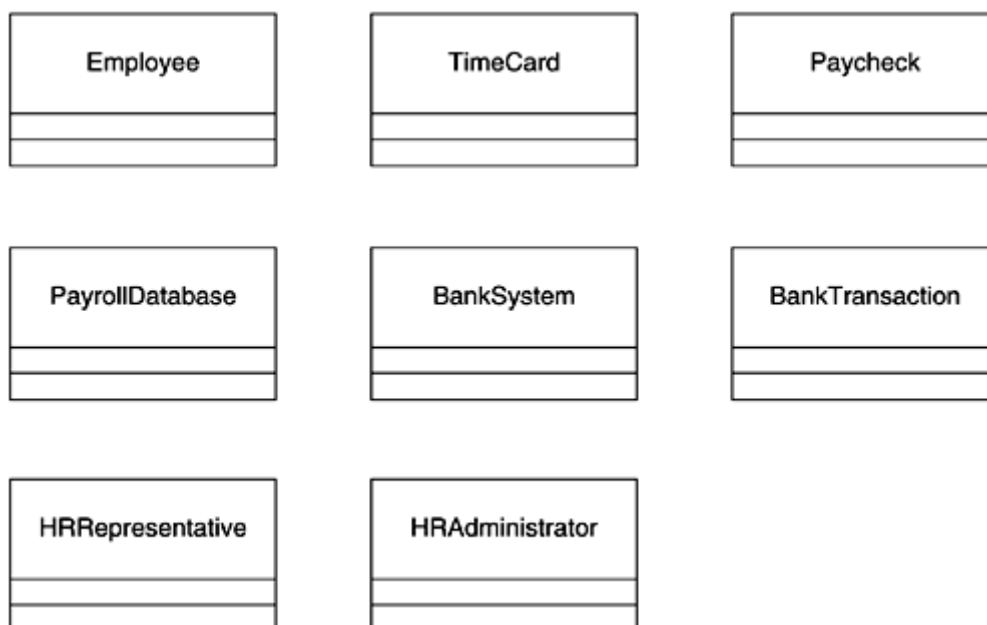 Employee
TimeCard
Paycheck
PayrollDatabase
BankSystem
BankTransaction
HRRepresentative
HRAdministrator